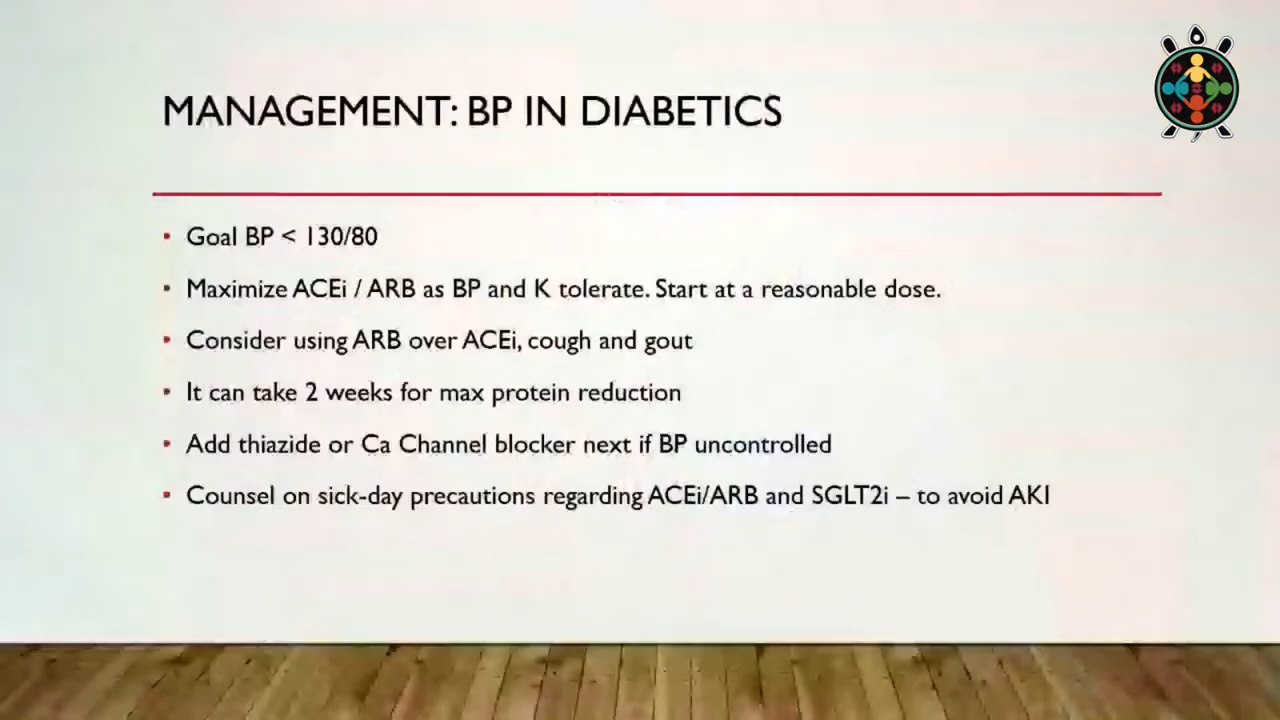 MANAGEMENT: BP IN DIABETICS
• Goal BP < 130/80
• Maximize ACEi / ARB as BP and K tolerate. Start at a reasonable dose.
• Consider using ARB over ACEi, cough and gout
• It can take 2 weeks for max protein reduction
• Add thiazide or Ca Channel blocker next if BP uncontrolled
• Counsel on sick-day precautions regarding ACEi/ARB and SGLT2i – to avoid AKI